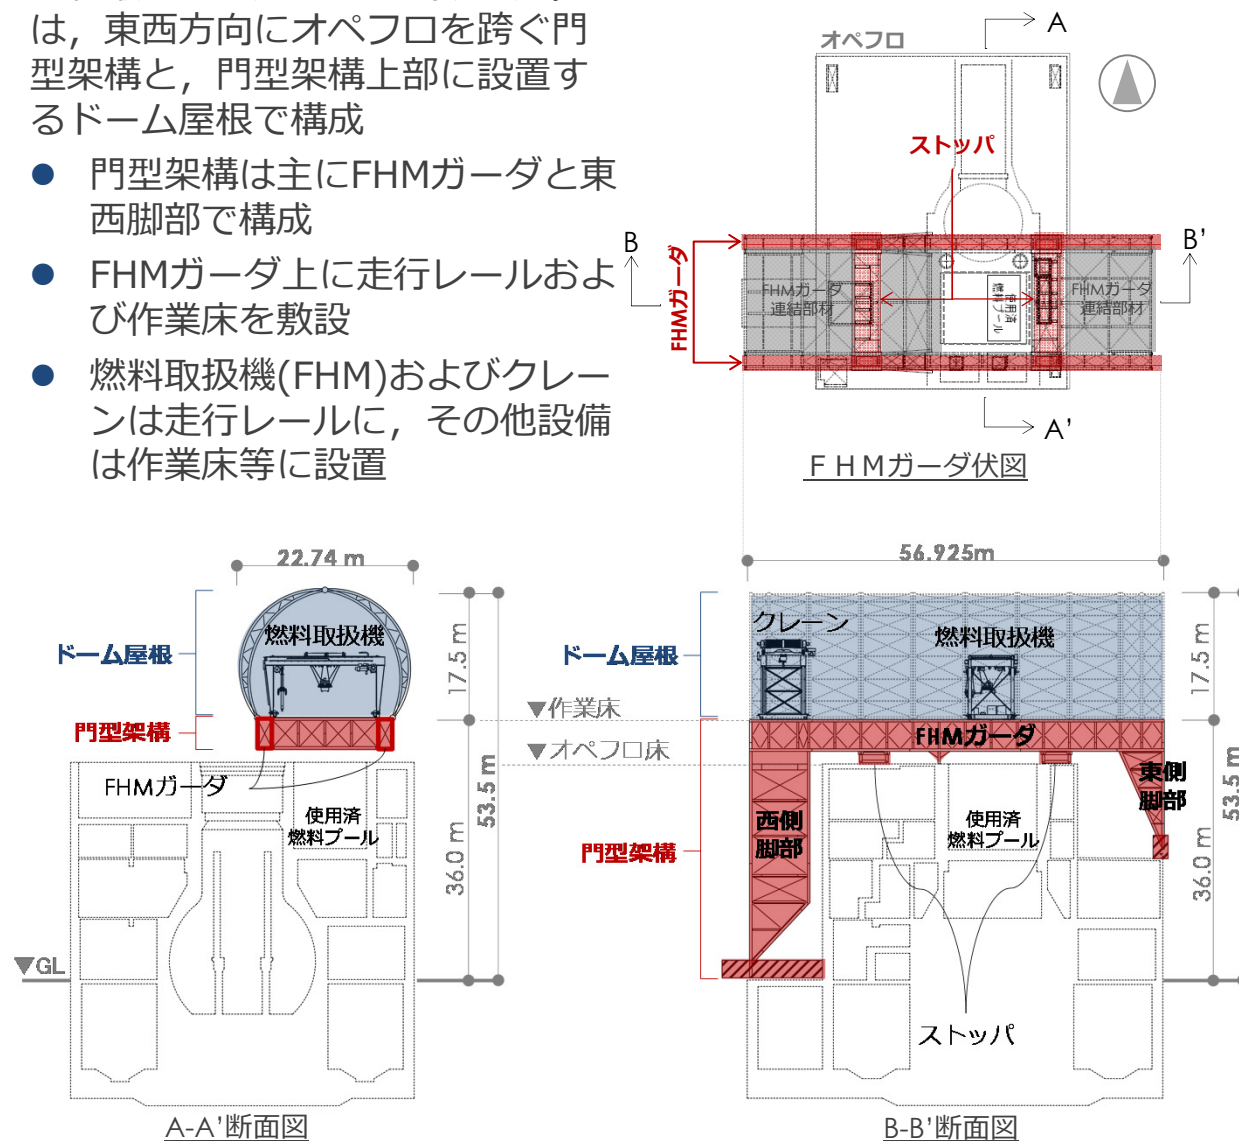 は，東西方向にオペフロを跨ぐ門
型架構と，門型架構上部に設置す
るドーム屋根で構成
● 門型架構は主にFHMガーダと東
西脚部で構成
● FHMガーダ上に走行レールおよ
び作業床を敷設
● 燃料取扱機(FHM)およびクレー
ンは走行レールに，その他設備
は作業床等に設置
A
オペフロ
ストッパ
B
B’
FHMガーダ
FHMガーダ
連結部材
使用済
燃料プール
FHMガーダ
連結部材
A’
ＦＨＭガーダ伏図
22.74 m
燃料取扱機
ドーム屋根
門型架構
17.5 m
53.5 m
36.0 m
FHMガーダ
使用済
燃料プール
▼GL
A-A’断面図
56.925m
クレーン
燃料取扱機
ドーム屋根
▼作業床
▼オペフロ床
FHMガーダ
17.5 m
53.5 m
36.0 m
東側
脚部
西側
脚部
使用済
燃料プール
門型架構
ストッパ
B-B’断面図